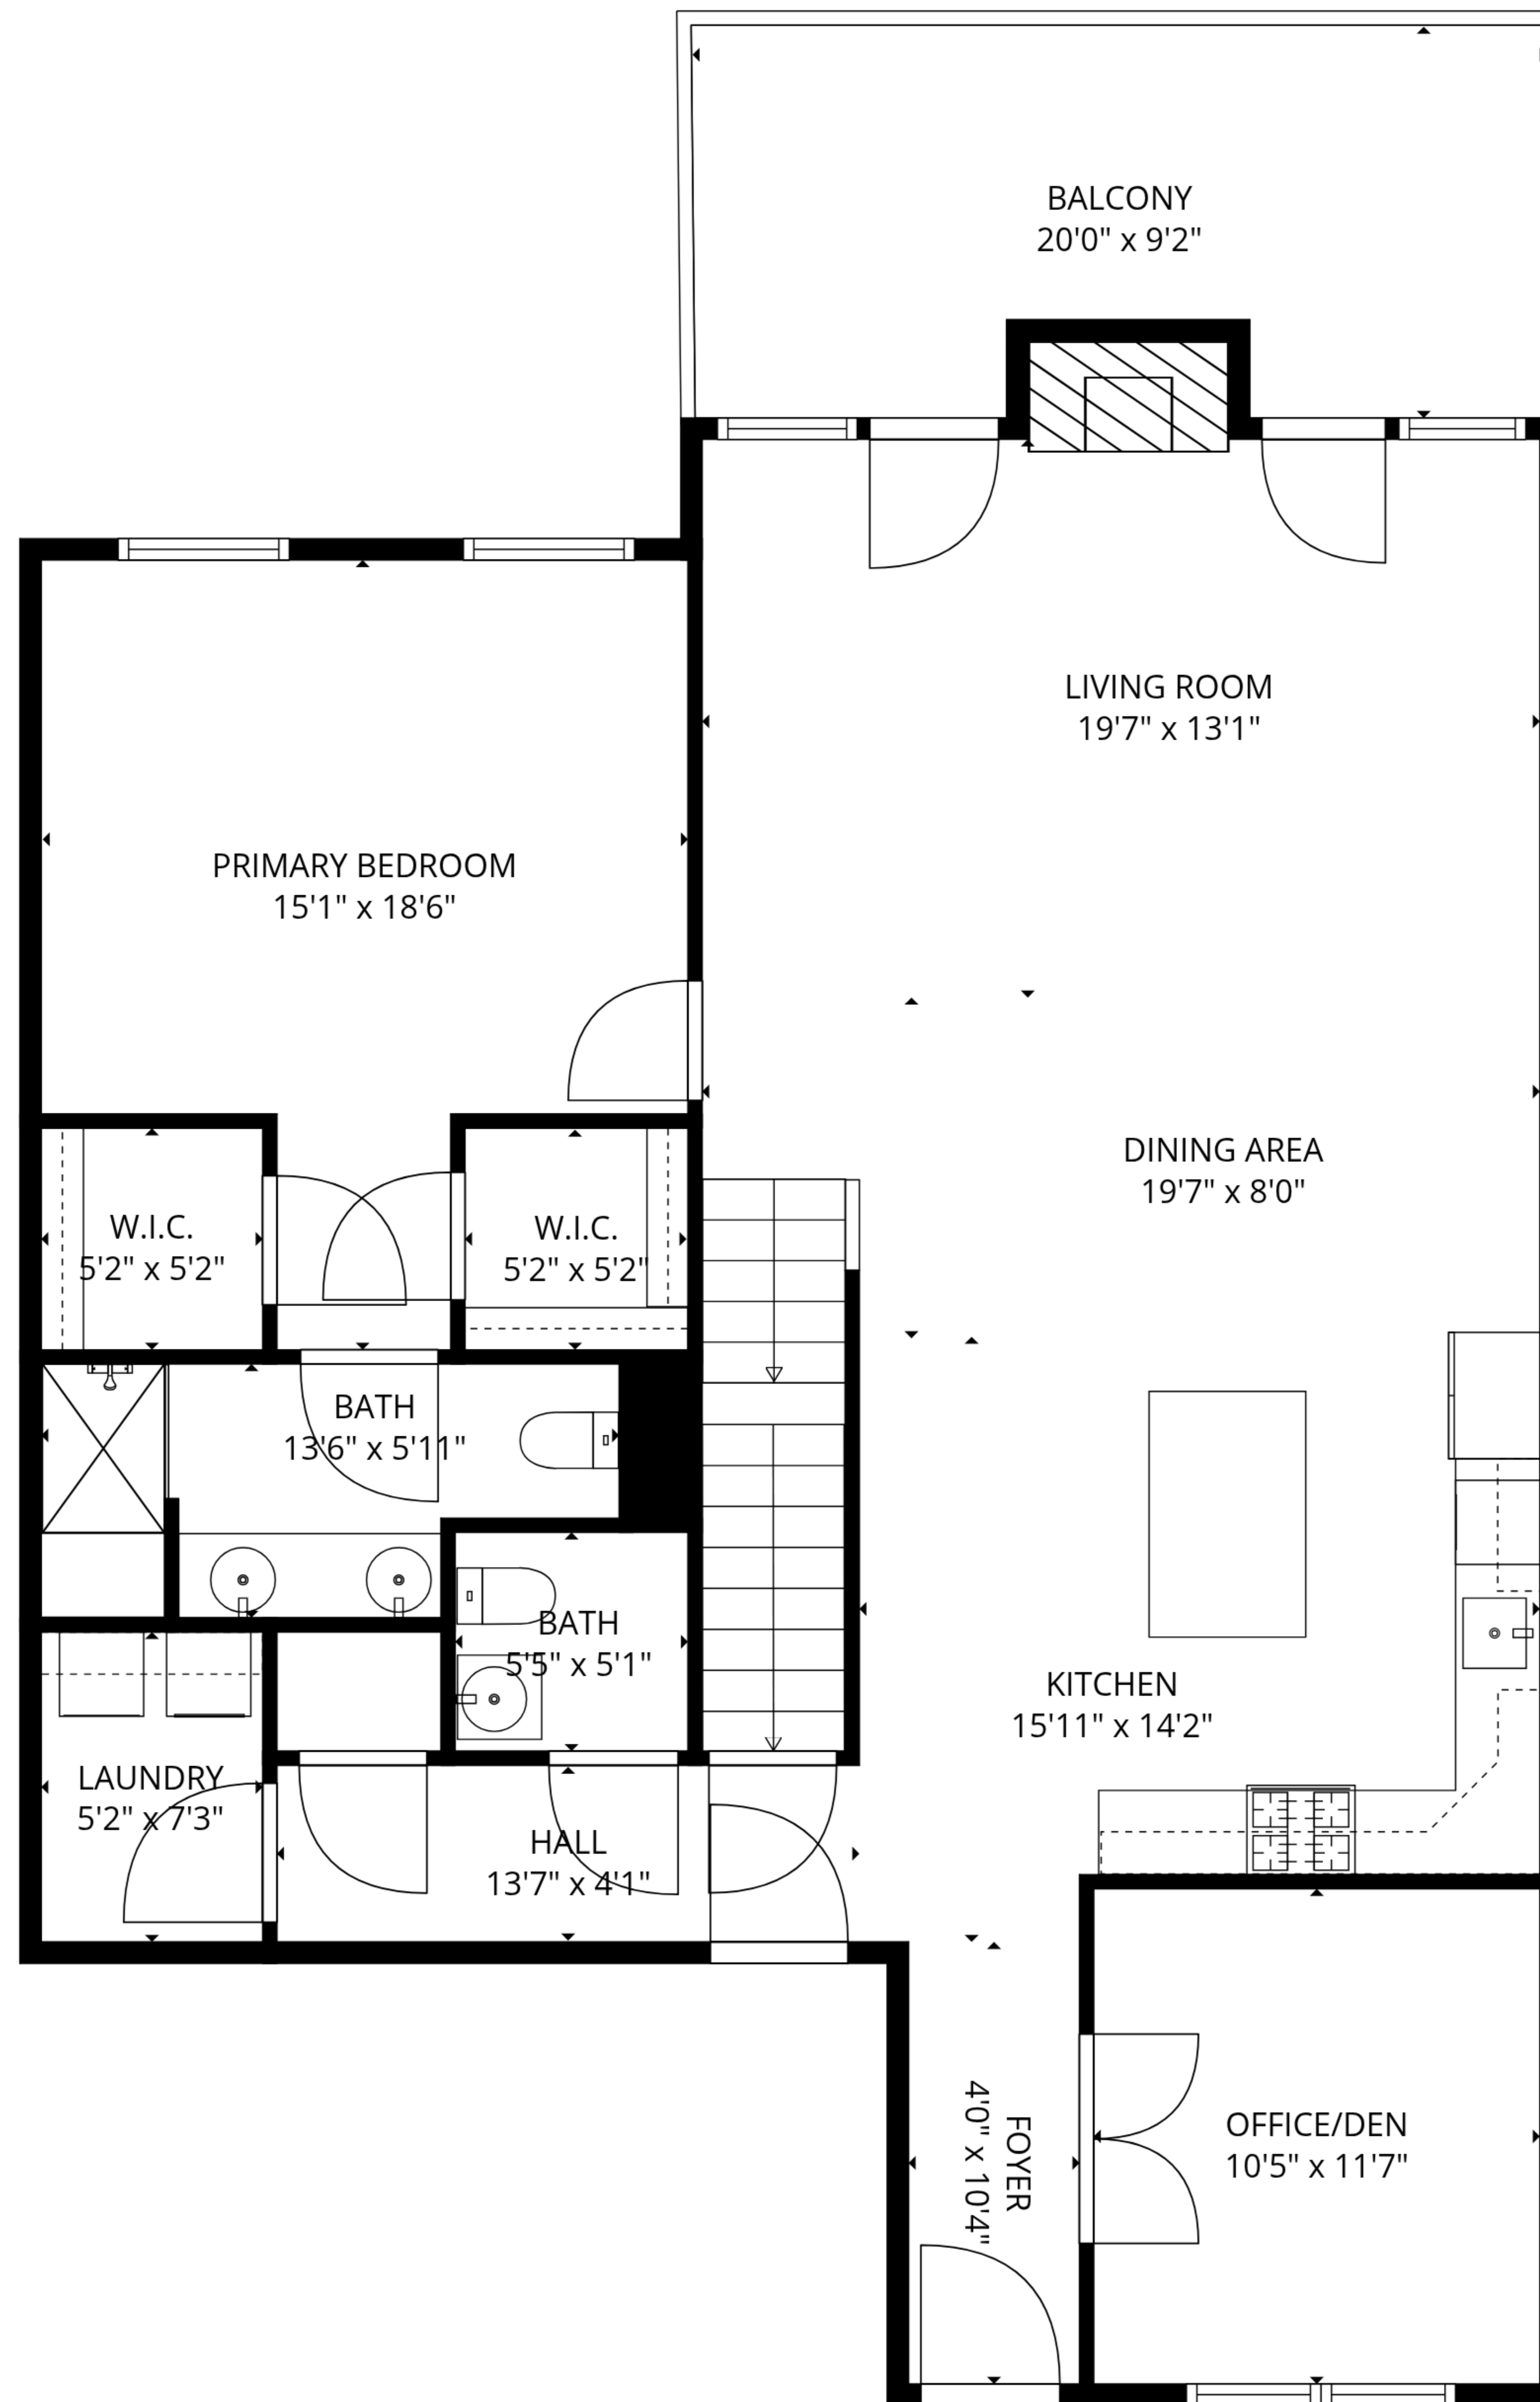 BALCONY
20'0" x 9'2"
LIVING ROOM
19'7" x 13'1"
PRIMARY BEDROOM
15'1" x 18'6"
DINING AREA
19'7" x 8'0"
W.I.C.
5'2" x 5'2"
W.I.C.
5'2" x 5'2"
BATH
13'6" x 5'11"
BATH
5'5" x 5'1"
KITCHEN
15'11" x 14'2"
LAUNDRY
5'2" x 7'3"
HALL
13'7" x 4'1"
FOYER
4'0" x 10'4"
OFFICE/DEN
10'5" x 11'7"